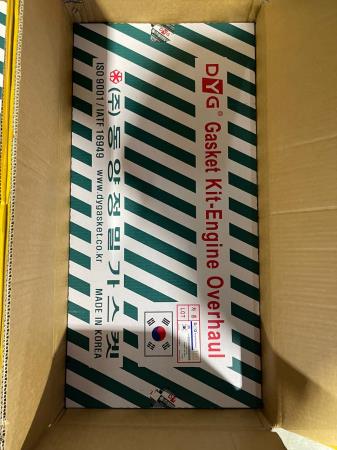 DYG® Gasket Kit-Engine Overhaul
(주)동양정밀가스켓
ISO 9001 / IATF 16949 www.dygasket.co.kr MADE IN KOREA
LOT